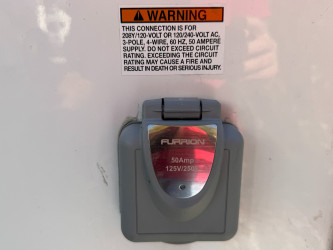 ⚠ WARNING
THIS CONNECTION IS FOR
208Y/120-VOLT OR 120/240-VOLT AC,
3-POLE, 4-WIRE, 60 HZ, 50 AMPERE
SUPPLY. DO NOT EXCEED CIRCUIT
RATING. EXCEEDING THE CIRCUIT
RATING MAY CAUSE A FIRE AND
RESULT IN DEATH OR SERIOUS INJURY.
FURRION
50Amp